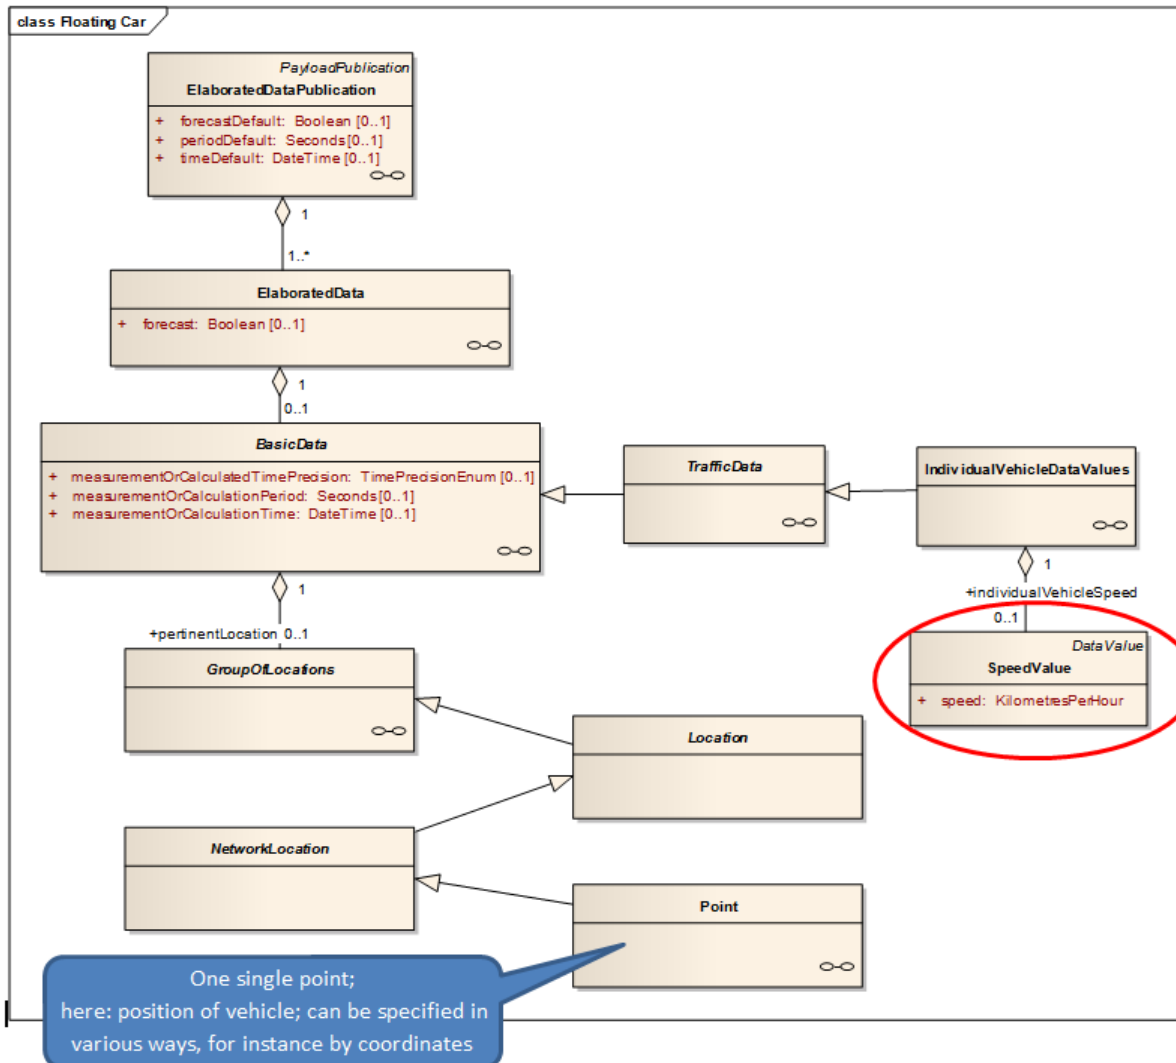 class Floating Car
PayloadPublication
ElaboratedDataPublication
+ forecastDefault: Boolean [0..1]
+ periodDefault: Seconds[0..1]
+ timeDefault: DateTime [0..1]
1
1..*
ElaboratedData
+ forecast: Boolean [0..1]
1
0..1
BasicData
+ measurementOrCalculatedTimePrecision: TimePrecisionEnum [0..1]
+ measurementOrCalculationPeriod: Seconds[0..1]
+ measurementOrCalculationTime: DateTime [0..1]
TrafficData
IndividualVehicleDataValues
1
+individualVehicleSpeed
0..1
DataValue
SpeedValue
+ speed: KilometresPerHour
1
+pertinentLocation 0..1
GroupOfLocations
Location
NetworkLocation
Point
One single point;
here: position of vehicle; can be specified in
various ways, for instance by coordinates